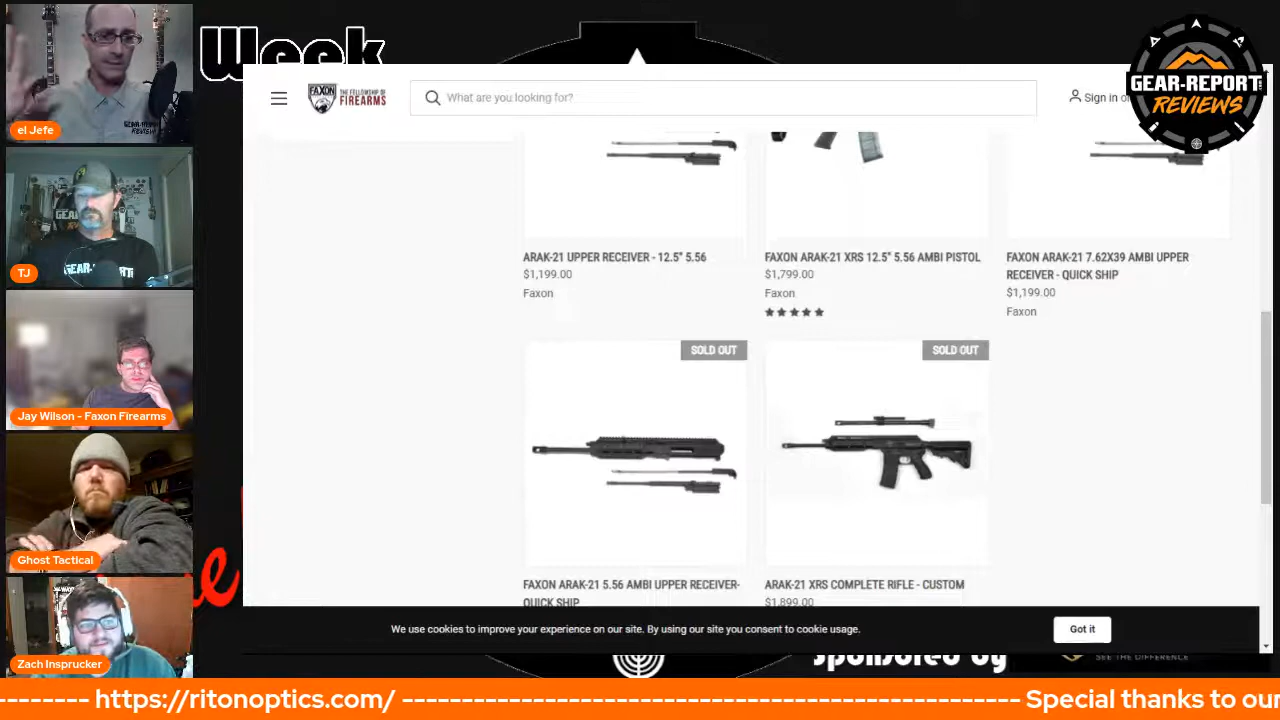 Week
FAXON
THE FELLOWSHIP OF
FIREARMS
What are you looking for?
Sign in or
GEAR-REPORT
REVIEWS
el Jefe
TJ
Jay Wilson - Faxon Firearms
Ghost Tactical
Zach Insprucker
ARAK-21 UPPER RECEIVER - 12.5" 5.56
$1,199.00
Faxon
FAXON ARAK-21 XRS 12.5" 5.56 AMBI PISTOL
$1,799.00
Faxon
FAXON ARAK-21 7.62X39 AMBI UPPER
RECEIVER - QUICK SHIP
$1,199.00
Faxon
SOLD OUT
SOLD OUT
FAXON ARAK-21 5.56 AMBI UPPER RECEIVER-
QUICK SHIP
ARAK-21 XRS COMPLETE RIFLE - CUSTOM
$1,899.00
We use cookies to improve your experience on our site. By using our site you consent to cookie usage.
Got it
sponsored by
SEE THE DIFFERENCE
-------- https://ritonoptics.com/ ---------------------------------------------------- Special thanks to our